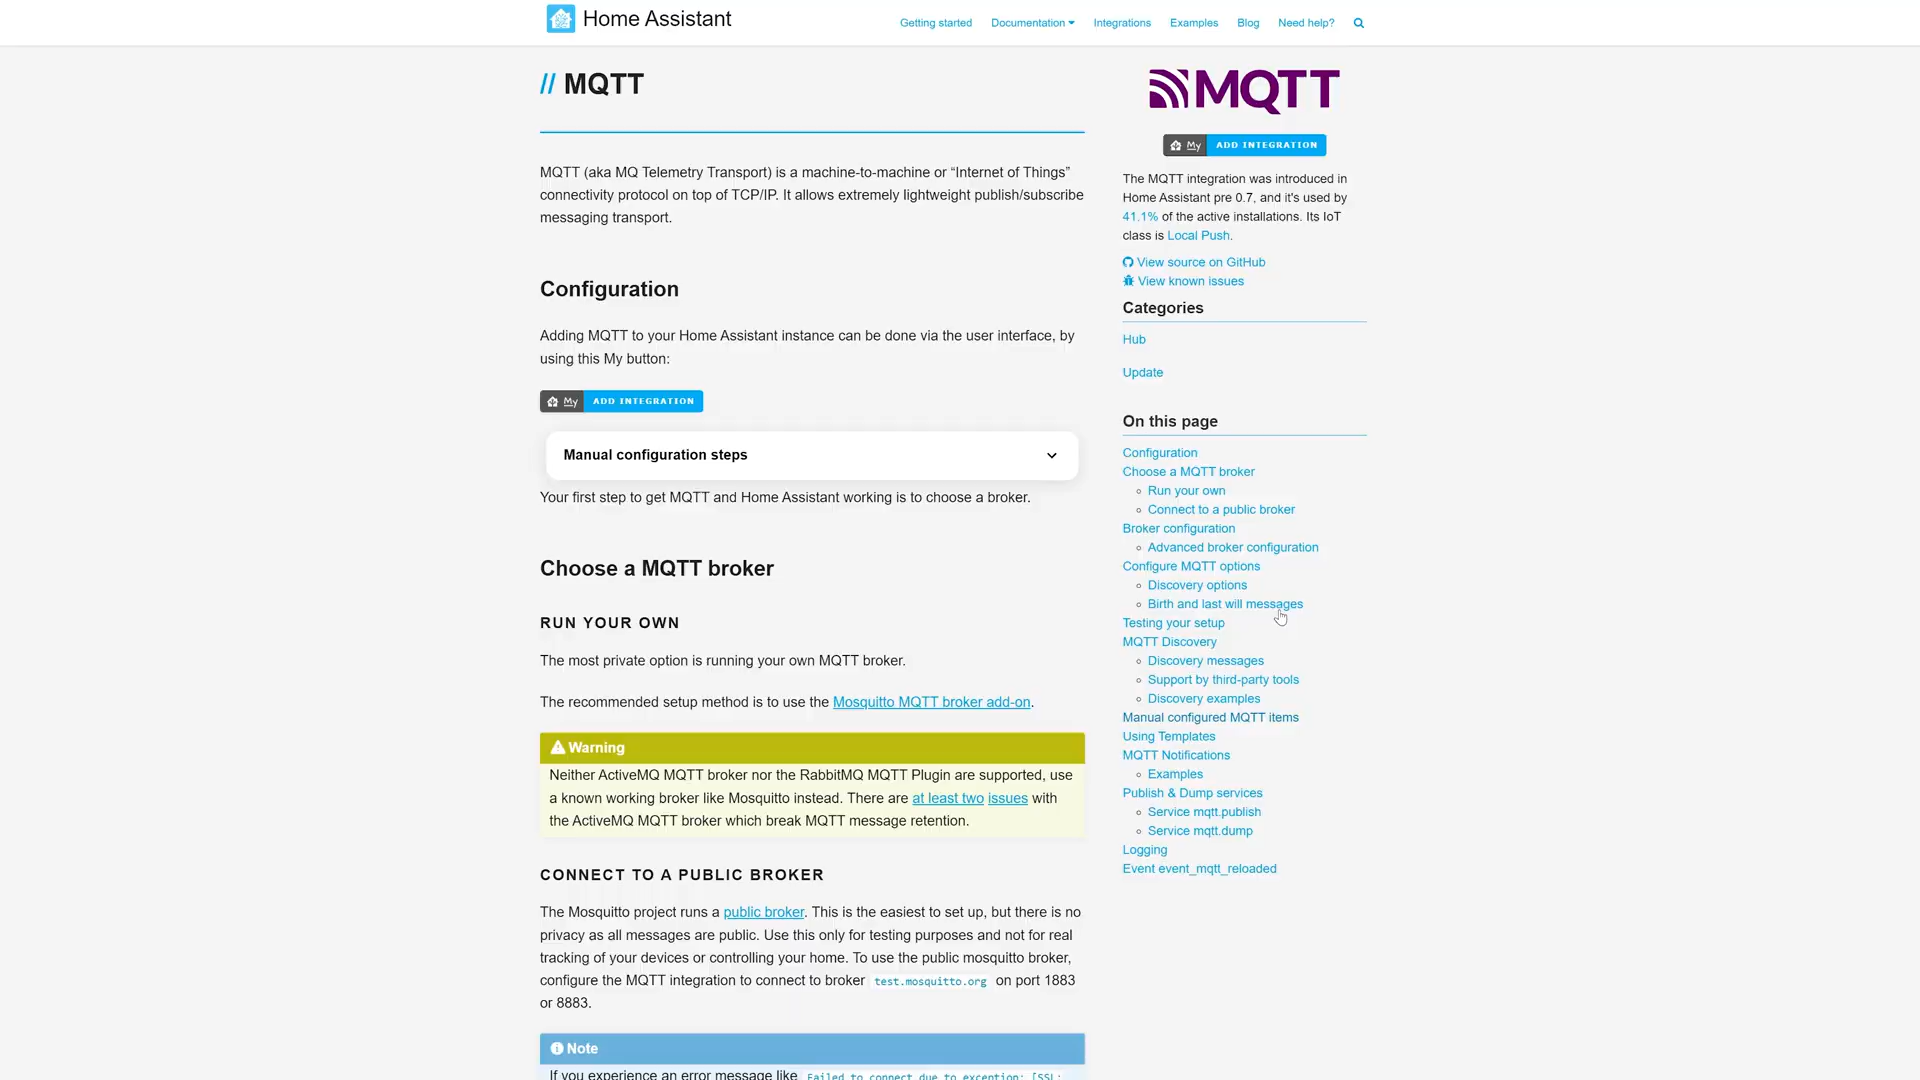 Home Assistant
Getting started
Documentation
Integrations
Examples
Blog
Need help?
// MQTT
MQTT (aka MQ Telemetry Transport) is a machine-to-machine or “Internet of Things”
connectivity protocol on top of TCP/IP. It allows extremely lightweight publish/subscribe
messaging transport.
Configuration
Adding MQTT to your Home Assistant instance can be done via the user interface, by
using this My button:
My ADD INTEGRATION
Manual configuration steps
Your first step to get MQTT and Home Assistant working is to choose a broker.
Choose a MQTT broker
RUN YOUR OWN
The most private option is running your own MQTT broker.
The recommended setup method is to use the Mosquitto MQTT broker add-on.
Warning
Neither ActiveMQ MQTT broker nor the RabbitMQ MQTT Plugin are supported, use
a known working broker like Mosquitto instead. There are at least two issues with
the ActiveMQ MQTT broker which break MQTT message retention.
CONNECT TO A PUBLIC BROKER
The Mosquitto project runs a public broker. This is the easiest to set up, but there is no
privacy as all messages are public. Use this only for testing purposes and not for real
tracking of your devices or controlling your home. To use the public mosquitto broker,
configure the MQTT integration to connect to broker test.mosquitto.org on port 1883
or 8883.
Note
If you experience an error message like Failed to connect due to exception: [SSL:
MQTT
My ADD INTEGRATION
The MQTT integration was introduced in
Home Assistant pre 0.7, and it's used by
41.1% of the active installations. Its IoT
class is Local Push.
View source on GitHub
View known issues
Categories
Hub
Update
On this page
Configuration
Choose a MQTT broker
Run your own
Connect to a public broker
Broker configuration
Advanced broker configuration
Configure MQTT options
Discovery options
Birth and last will messages
Testing your setup
MQTT Discovery
Discovery messages
Support by third-party tools
Discovery examples
Manual configured MQTT items
Using Templates
MQTT Notifications
Examples
Publish & Dump services
Service mqtt.publish
Service mqtt.dump
Logging
Event event_mqtt_reloaded